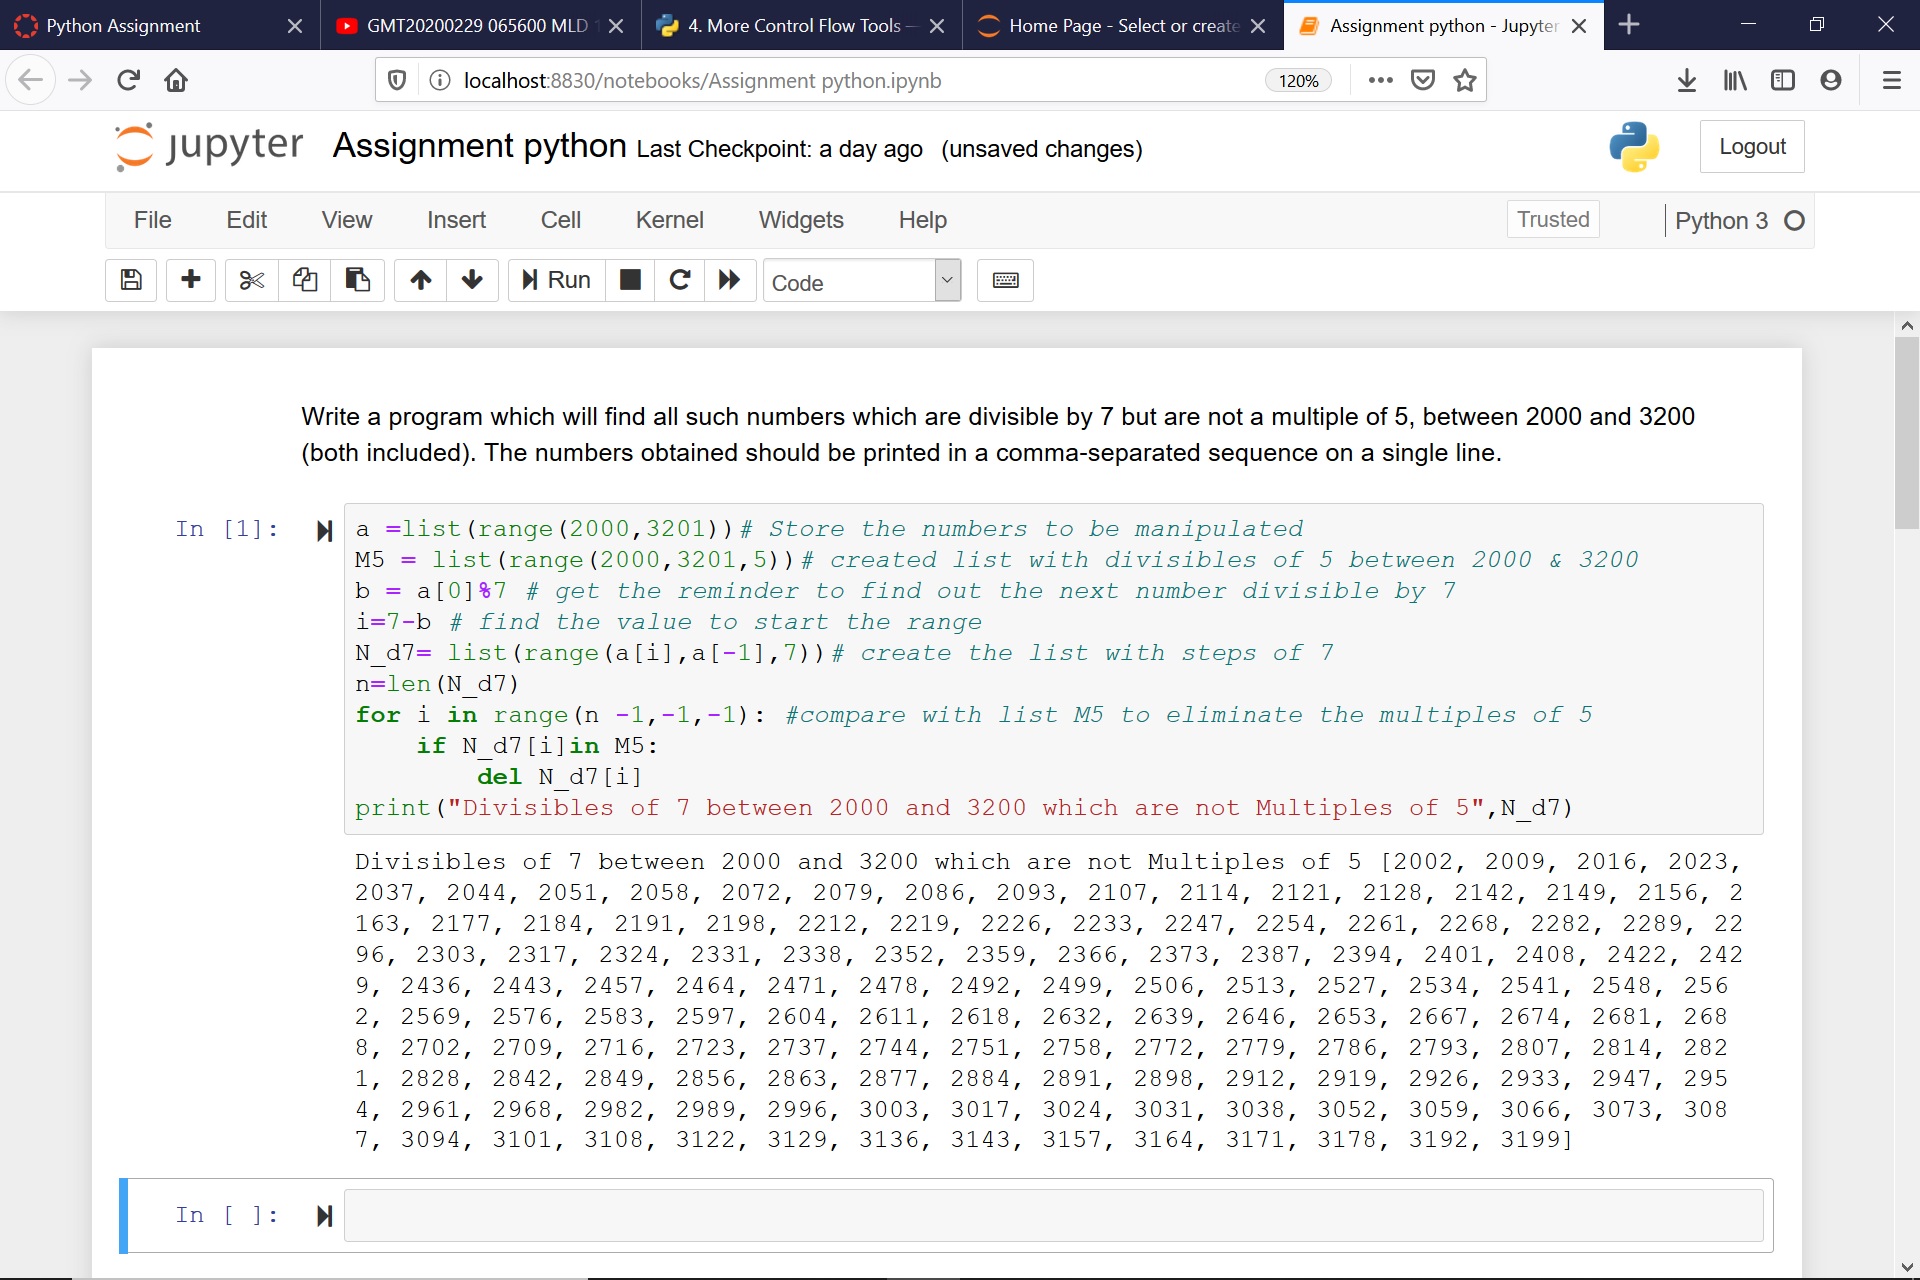 Python Assignment
GMT20200229 065600 MLD 1
4. More Control Flow Tools —
Home Page - Select or create
Assignment python - Jupyter
localhost:8830/notebooks/Assignment python.ipynb
120%
jupyter
Assignment python Last Checkpoint: a day ago (unsaved changes)
Logout
File Edit View Insert Cell Kernel Widgets Help
Trusted
Python 3
Run
Code
Write a program which will find all such numbers which are divisible by 7 but are not a multiple of 5, between 2000 and 3200
(both included). The numbers obtained should be printed in a comma-separated sequence on a single line.
In [1]:
a =list(range(2000,3201))# Store the numbers to be manipulated
M5 = list(range(2000,3201,5))# created list with divisibles of 5 between 2000 & 3200
b = a[0]%7 # get the reminder to find out the next number divisible by 7
i=7-b # find the value to start the range
N_d7= list(range(a[i],a[-1],7))# create the list with steps of 7
n=len(N_d7)
for i in range(n -1,-1,-1): #compare with list M5 to eliminate the multiples of 5
    if N_d7[i]in M5:
        del N_d7[i]
print("Divisibles of 7 between 2000 and 3200 which are not Multiples of 5",N_d7)
Divisibles of 7 between 2000 and 3200 which are not Multiples of 5 [2002, 2009, 2016, 2023,
2037, 2044, 2051, 2058, 2072, 2079, 2086, 2093, 2107, 2114, 2121, 2128, 2142, 2149, 2156, 2
163, 2177, 2184, 2191, 2198, 2212, 2219, 2226, 2233, 2247, 2254, 2261, 2268, 2282, 2289, 22
96, 2303, 2317, 2324, 2331, 2338, 2352, 2359, 2366, 2373, 2387, 2394, 2401, 2408, 2422, 242
9, 2436, 2443, 2457, 2464, 2471, 2478, 2492, 2499, 2506, 2513, 2527, 2534, 2541, 2548, 256
2, 2569, 2576, 2583, 2597, 2604, 2611, 2618, 2632, 2639, 2646, 2653, 2667, 2674, 2681, 268
8, 2702, 2709, 2716, 2723, 2737, 2744, 2751, 2758, 2772, 2779, 2786, 2793, 2807, 2814, 282
1, 2828, 2842, 2849, 2856, 2863, 2877, 2884, 2891, 2898, 2912, 2919, 2926, 2933, 2947, 295
4, 2961, 2968, 2982, 2989, 2996, 3003, 3017, 3024, 3031, 3038, 3052, 3059, 3066, 3073, 308
7, 3094, 3101, 3108, 3122, 3129, 3136, 3143, 3157, 3164, 3171, 3178, 3192, 3199]
In [ ]: